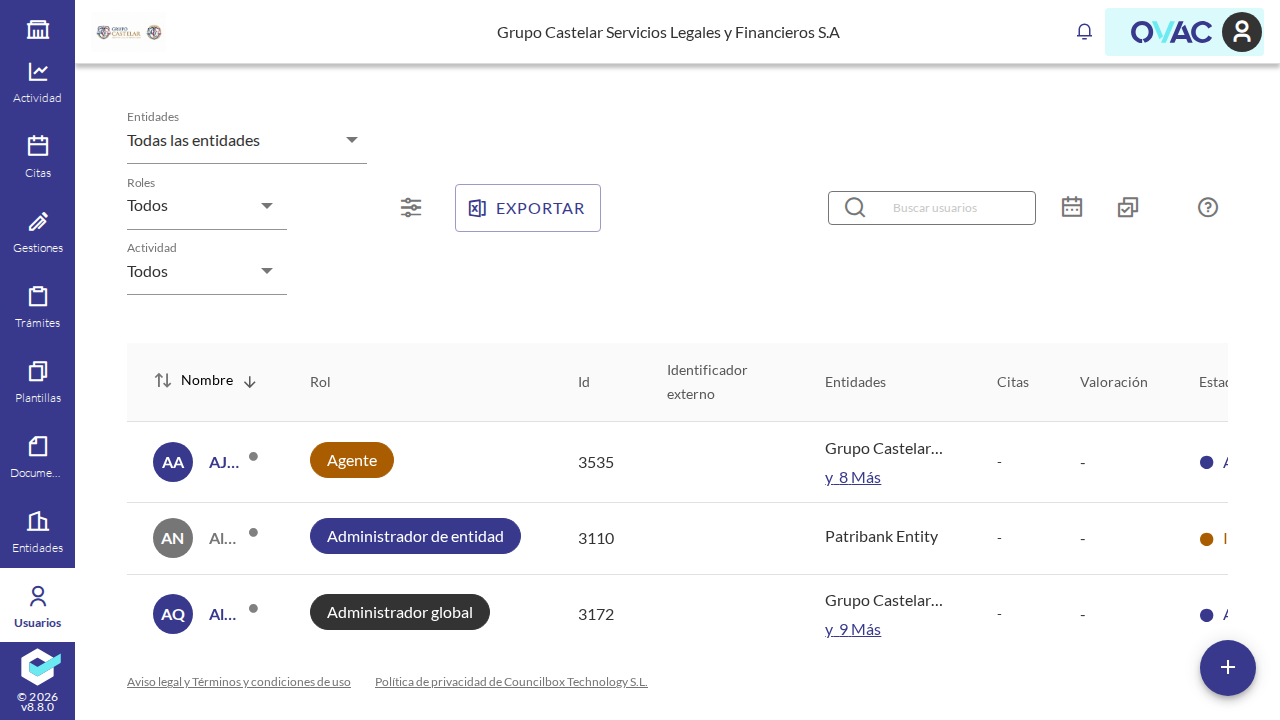 Grupo Castelar Servicios Legales y Financieros S.A
GRUPO
CASTELAR
OVAC
Actividad
Citas
Gestiones
Trámites
Plantillas
Docume...
Entidades
Usuarios
© 2026
v8.8.0
Entidades
Todas las entidades
Roles
Todos
Actividad
Todos
EXPORTAR
Buscar usuarios
Nombre Rol Id Identificador externo Entidades Citas Valoración Estad
AA AJ... Agente 3535 Grupo Castelar... - -
y 8 Más
AN Al... Administrador de entidad 3110 Patribank Entity - -
AQ Al... Administrador global 3172 Grupo Castelar... - -
y 9 Más
Aviso legal y Términos y condiciones de uso Política de privacidad de Councilbox Technology S.L.